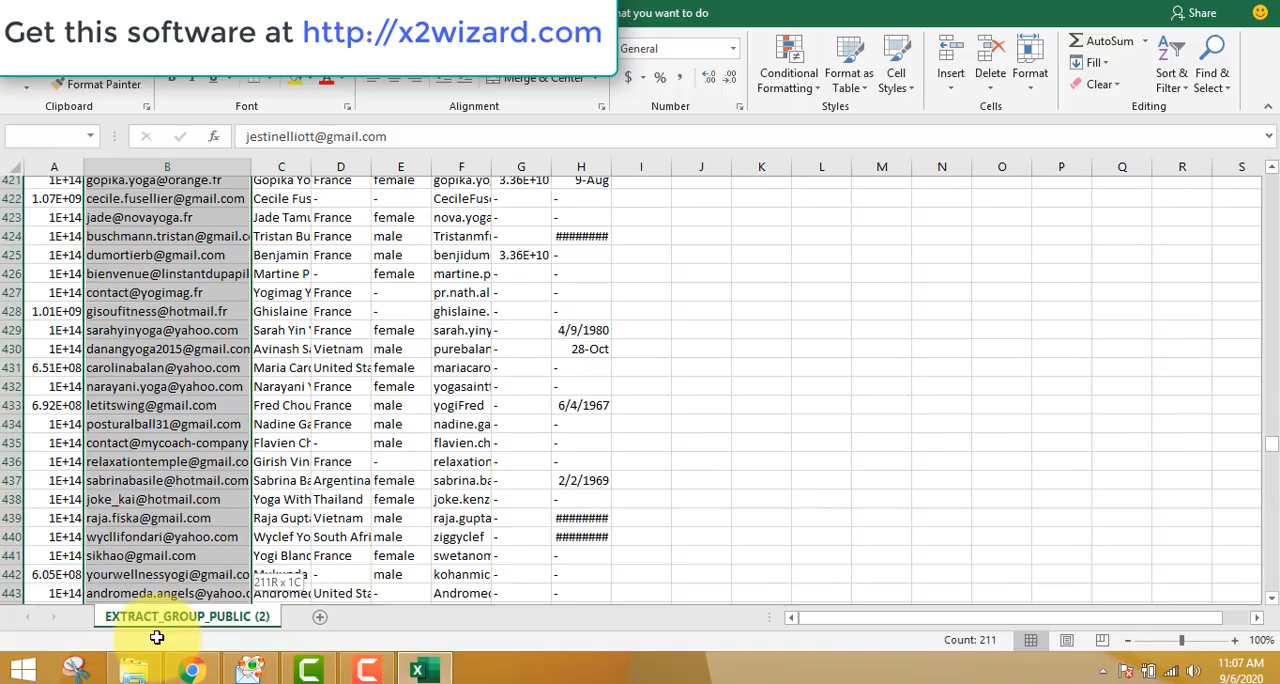 Get this software at http://x2wizard.com
hat you want to do
Share
Format Painter
Clipboard
Font
Merge & Center
Alignment
General
$ % ,
Number
Conditional Formatting
Format as Table
Cell Styles
Styles
Insert
Delete
Format
Cells
AutoSum
Fill
Clear
Sort & Filter
Find & Select
Editing
fx jestinelliott@gmail.com
A B C D E F G H I J K L M N O P Q R S
421 1E+14 gopika.yoga@orange.fr Gopika Yo France female gopika.yo 3.36E+10 9-Aug
422 1.07E+09 cecile.fusellier@gmail.com Cecile Fus - - CecileFus - -
423 1E+14 jade@novayoga.fr Jade Tamu France female nova.yoga - -
424 1E+14 buschmann.tristan@gmail.c Tristan Bu France male Tristanmf - ########
425 1E+14 dumortierb@gmail.com Benjamin France male benjidum 3.36E+10 -
426 1E+14 bienvenue@linstantdupapil Martine P - female martine.p - -
427 1E+14 contact@yogimag.fr Yogimag Y France - pr.nath.al - -
428 1.01E+09 gisoufitness@hotmail.fr Ghislaine France - ghislaine. - -
429 1E+14 sarahyinyoga@yahoo.com Sarah Yin Y France female sarah.yiny - 4/9/1980
430 1E+14 danangyoga2015@gmail.com Avinash Sa Vietnam male purebalan - 28-Oct
431 6.51E+08 carolinabalan@yahoo.com Maria Caro United Sta female mariacaro - -
432 1E+14 narayani.yoga@yahoo.com Narayani Y France female yogasaint - -
433 6.92E+08 letitswing@gmail.com Fred Chou France male yogiFred - 6/4/1967
434 1E+14 posturalball31@gmail.com Nadine Ga France male nadine.ga - -
435 1E+14 contact@mycoach-company Flavien Ch - male flavien.ch - -
436 1E+14 relaxationtemple@gmail.co Girish Vin France - relaxation - -
437 1E+14 sabrinabasile@hotmail.com Sabrina Ba Argentina female sabrina.ba - 2/2/1969
438 1E+14 joke_kai@hotmail.com Yoga With Thailand female joke.kenz - -
439 1E+14 raja.fiska@gmail.com Raja Gupta Vietnam male raja.gupta - ########
440 1E+14 wycllifondari@yahoo.com Wyclef Yo South Afri male ziggyclef - ########
441 1E+14 sikhao@gmail.com Yogi Blanc France female swetanom - -
442 6.05E+08 yourwellnessyogi@gmail.co - male kohanmic - -
211R x 1C
443 1E+14 andromeda.angels@yahoo.c Andromed United Sta Andromed - -
EXTRACT_GROUP_PUBLIC (2)
Count: 211
100%
11:07 AM
9/6/2020